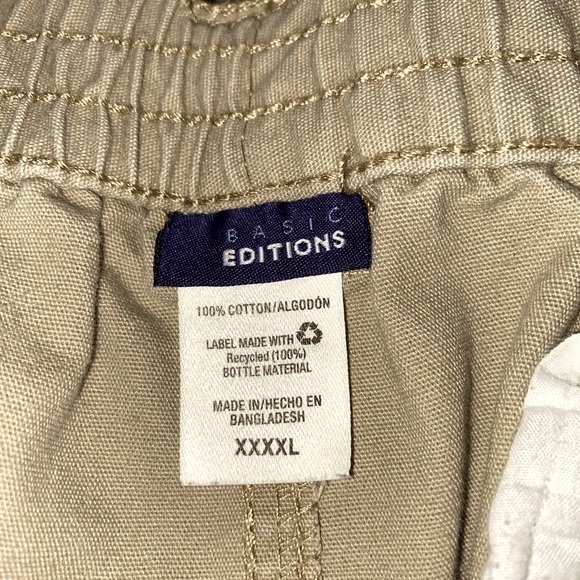 BASIC
EDITIONS
100% COTTON/ALGODÓN
LABEL MADE WITH
Recycled (100%)
BOTTLE MATERIAL
MADE IN/HECHO EN
BANGLADESH
XXXXL